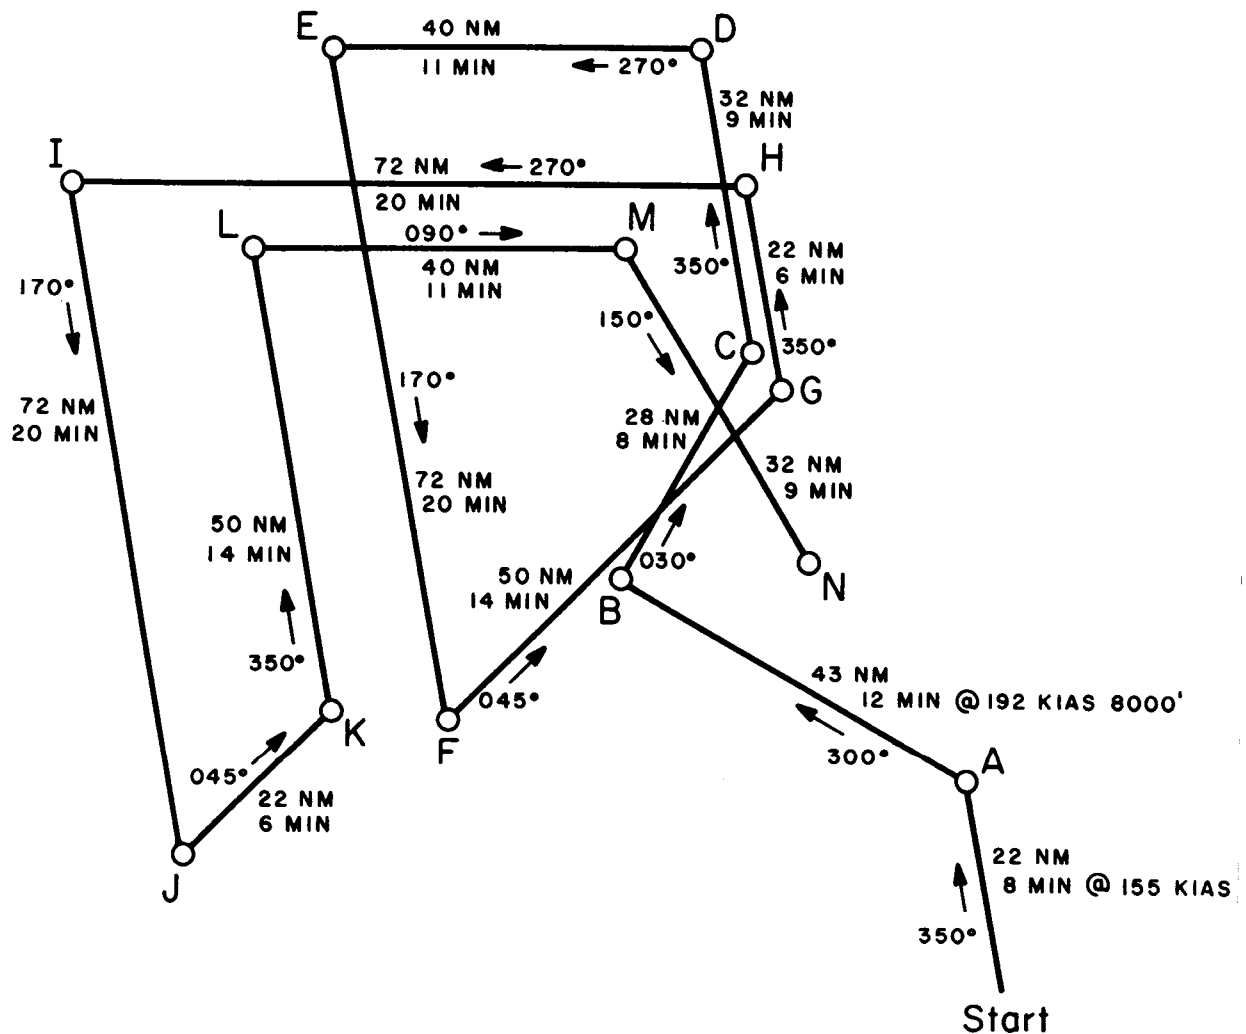 E
40 NM
D
11 MIN
270°
32 NM
9 MIN
I
72 NM
270°
H
20 MIN
L
090°
M
40 NM
11 MIN
350°
22 NM
6 MIN
170°
150°
C
350°
G
170°
72 NM
20 MIN
28 NM
8 MIN
32 NM
9 MIN
72 NM
20 MIN
50 NM
14 MIN
030°
50 NM
14 MIN
B
N
350°
045°
43 NM
12 MIN @ 192 KIAS 8000'
K
F
300°
A
045°
22 NM
6 MIN
J
22 NM
8 MIN @ 155 KIAS
350°
Start